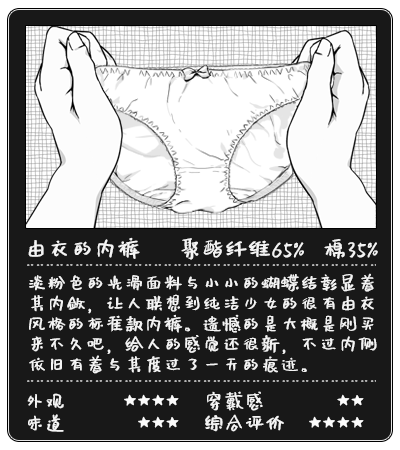 由衣的内裤 聚酯纤维65% 棉35%
淡粉色的光滑面料与小小的蝴蝶结彰显着
其内敛，让人联想到纯洁少女的很有由衣
风格的标准款内裤。遗憾的是大概是刚买
来不久吧，给人的感觉还很新，不过内侧
依旧有着与其度过了一天的痕迹。
外观 ★★★★ 穿戴感 ★★
味道 ★★★ 综合评价 ★★★★